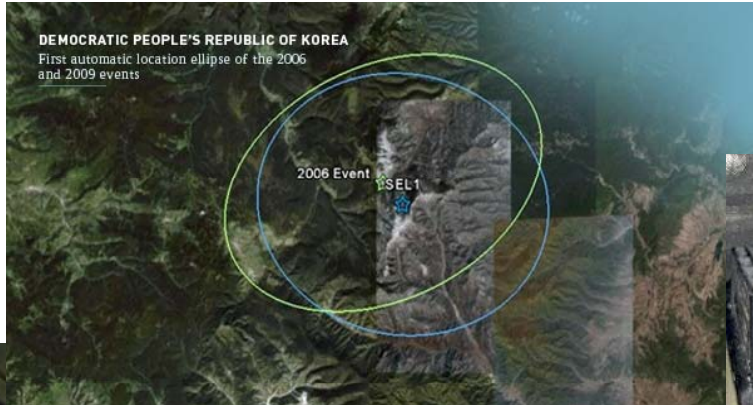 DEMOCRATIC PEOPLE'S REPUBLIC OF KOREA
First automatic location ellipse of the 2006
and 2009 events
2006 Event
SEL1